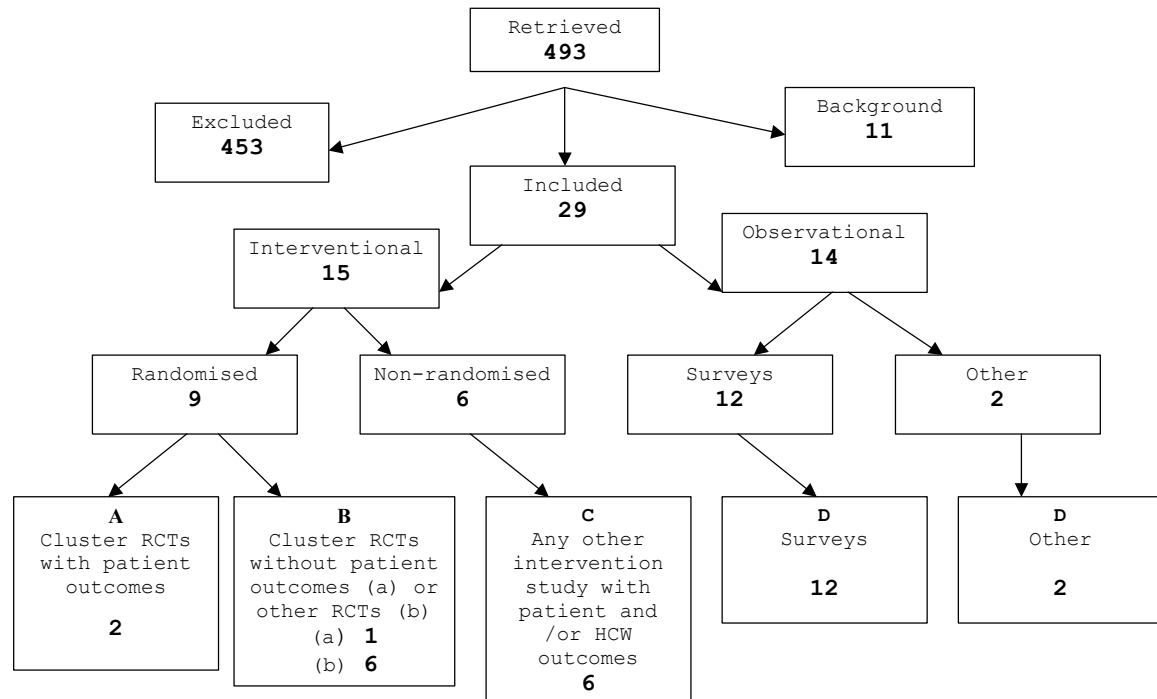 Retrieved
493
Excluded
453
Background
11
Included
29
Interventional
15
Observational
14
Randomised
9
Non-randomised
6
Surveys
12
Other
2
A
Cluster RCTs
with patient
outcomes
2
B
Cluster RCTs
without patient
outcomes (a) or
other RCTs (b)
(a) 1
(b) 6
C
Any other
intervention
study with
patient and
/or HCW
outcomes
6
D
Surveys
12
D
Other
2